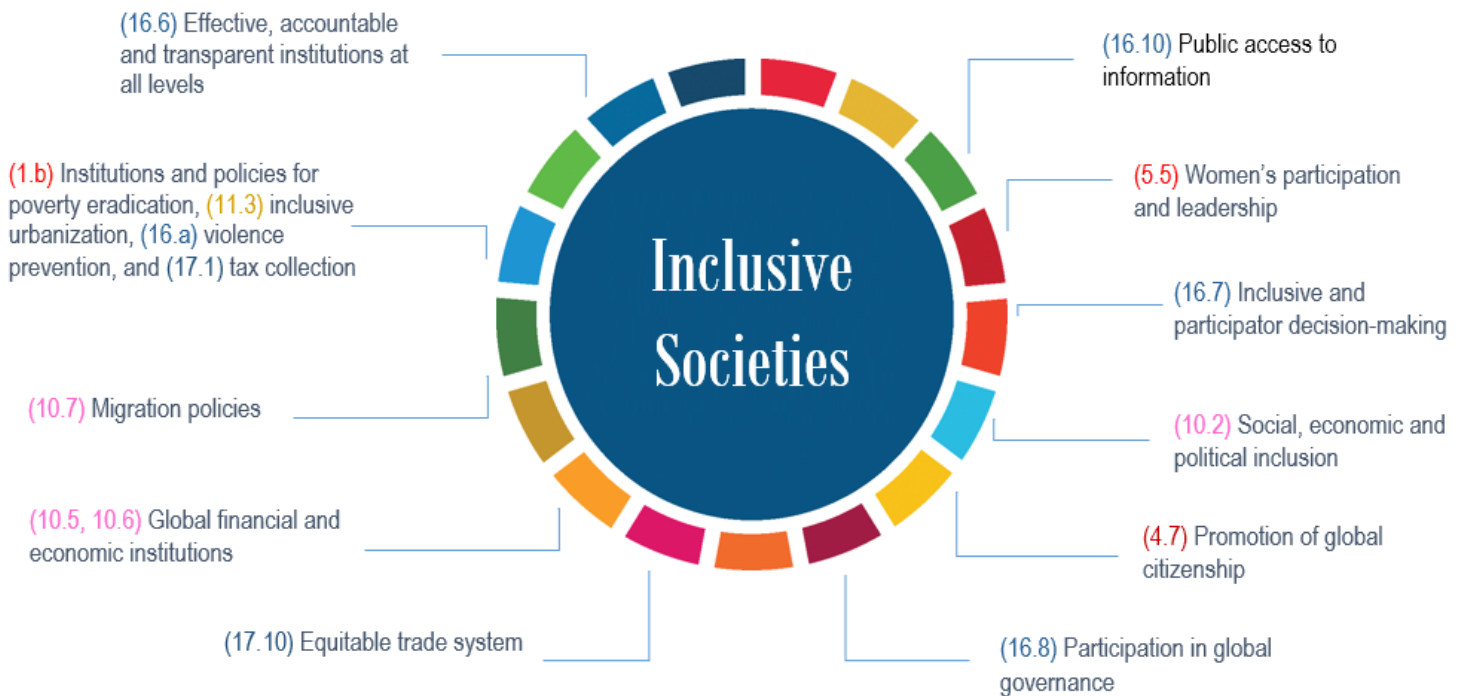 (16.6) Effective, accountable
and transparent institutions at
all levels
(16.10) Public access to
information
(1.b) Institutions and policies for
poverty eradication, (11.3) inclusive
urbanization, (16.a) violence
prevention, and (17.1) tax collection
(5.5) Women’s participation
and leadership
Inclusive
Societies
(16.7) Inclusive and
participator decision-making
(10.7) Migration policies
(10.2) Social, economic and
political inclusion
(10.5, 10.6) Global financial and
economic institutions
(4.7) Promotion of global
citizenship
(17.10) Equitable trade system
(16.8) Participation in global
governance